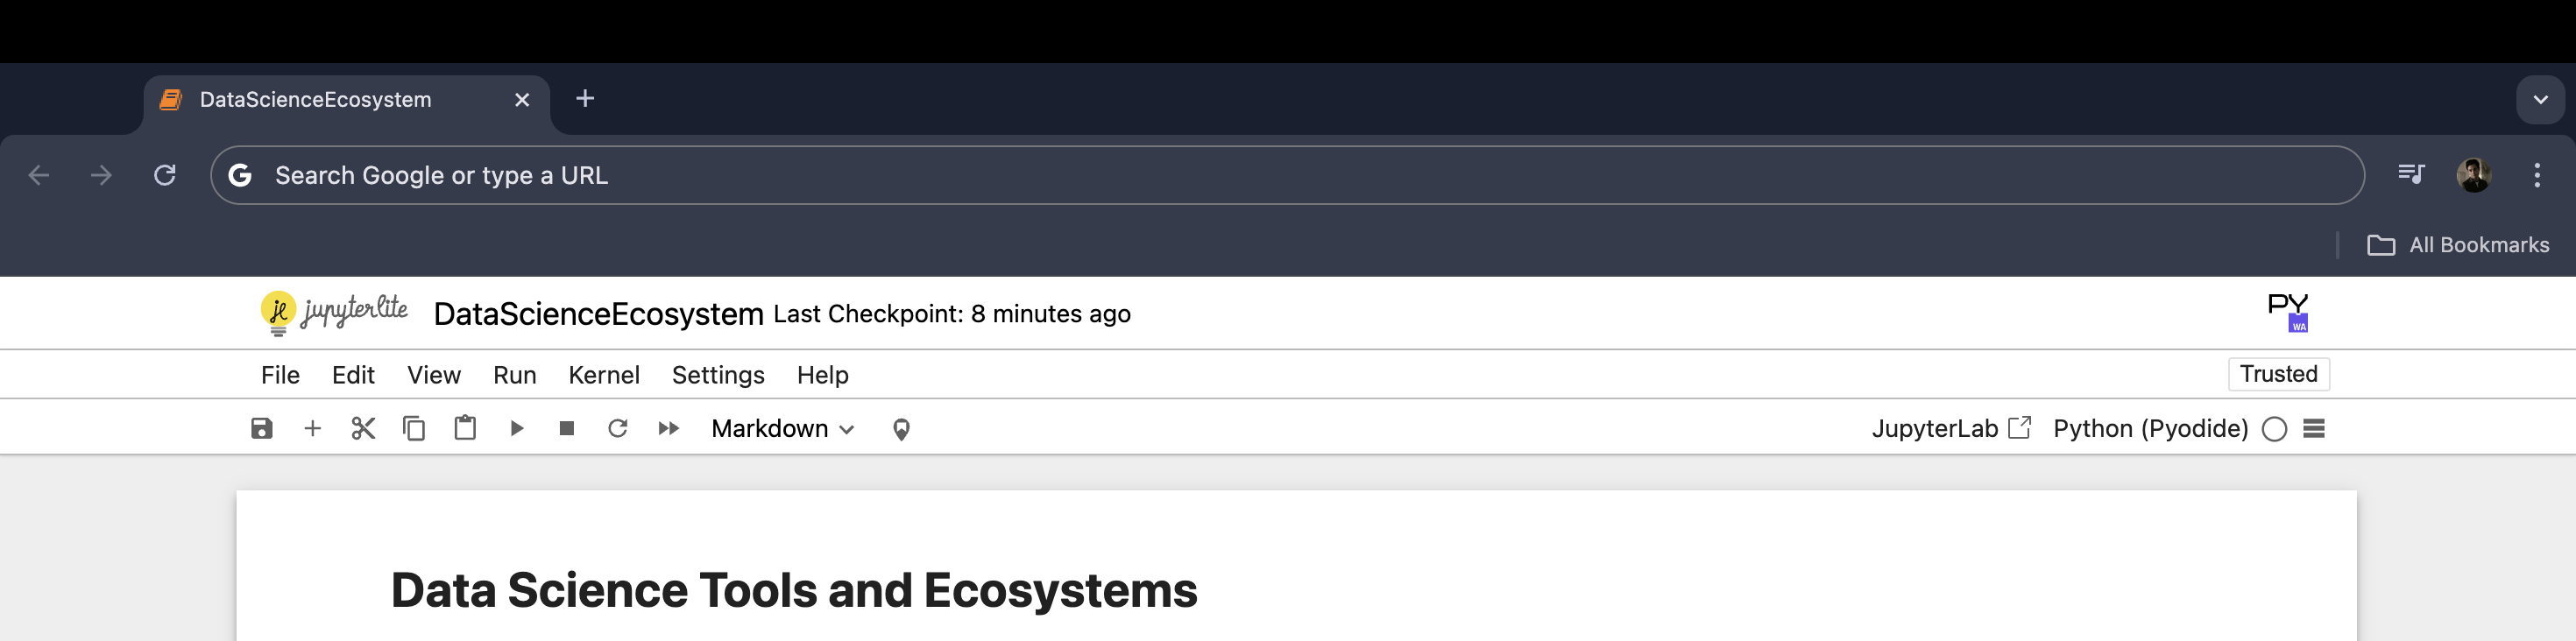 DataScienceEcosystem
Search Google or type a URL
All Bookmarks
jupyterlite DataScienceEcosystem Last Checkpoint: 8 minutes ago PY WA
File Edit View Run Kernel Settings Help Trusted
Markdown JupyterLab Python (Pyodide)
Data Science Tools and Ecosystems